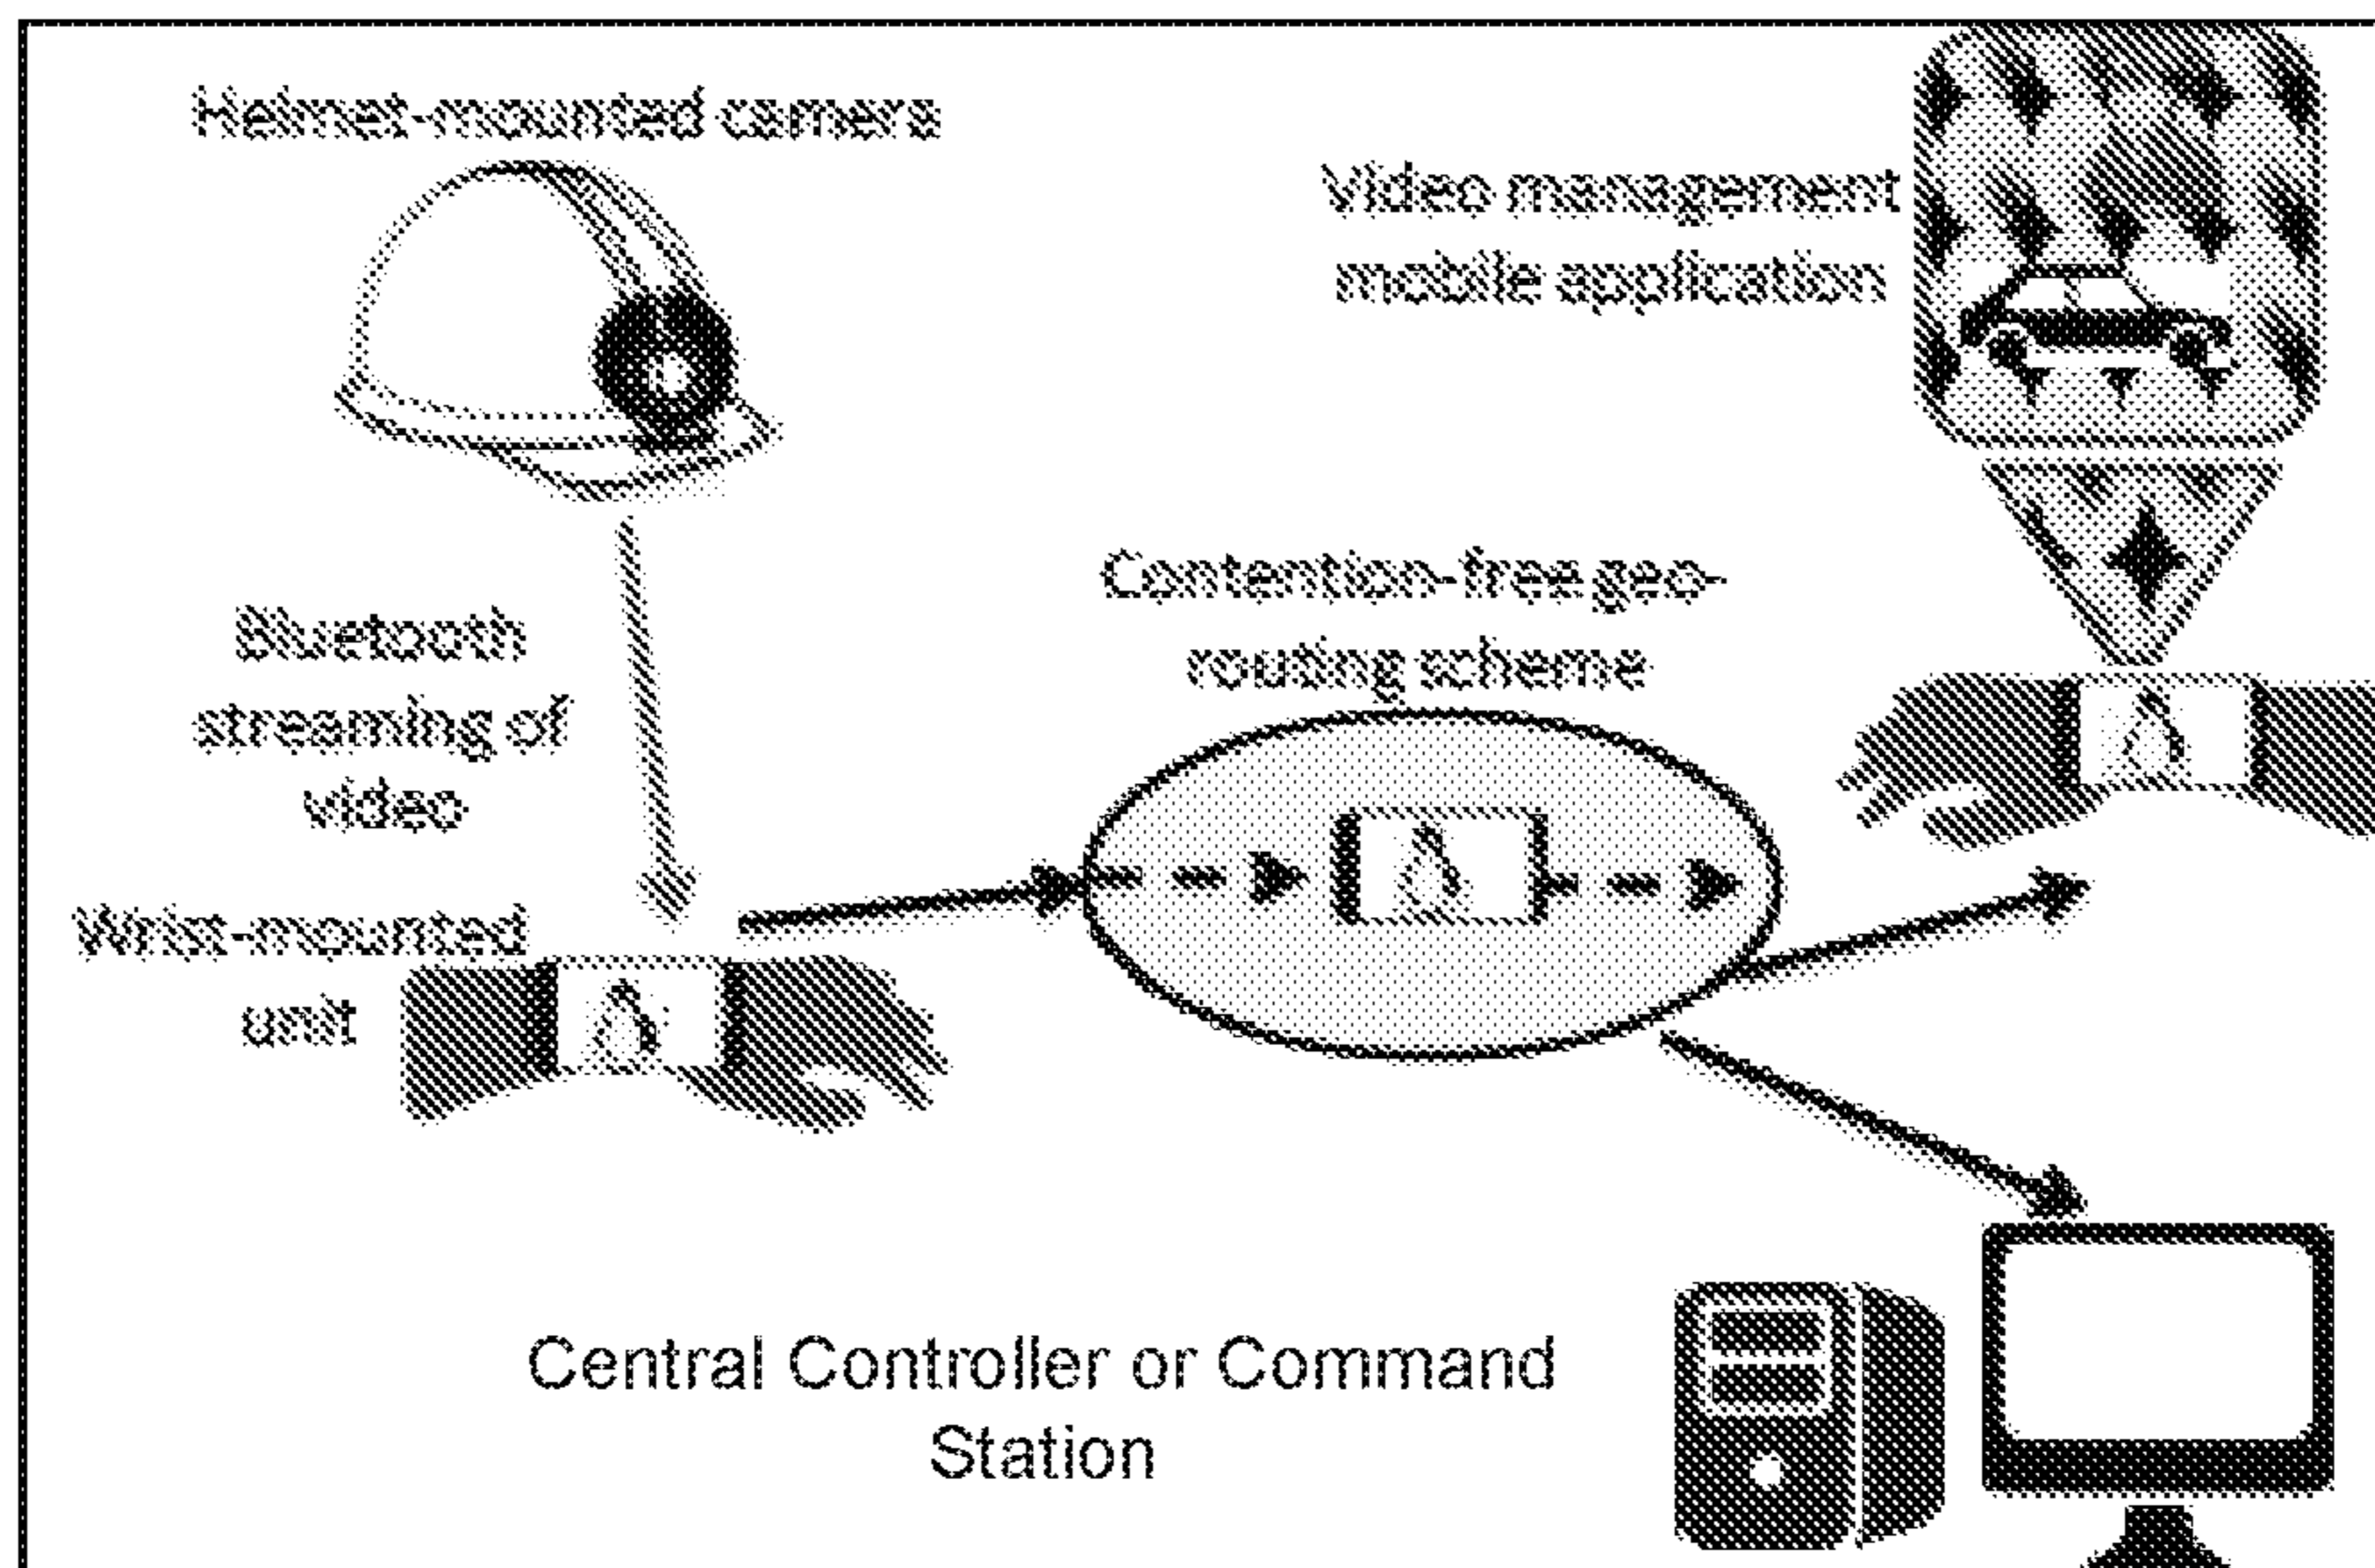 Helmet-mounted camera
Video management
mobile application
Contention-free geo-
routing scheme
Bluetooth
streaming of
video
Wrist-mounted
unit
Central Controller or Command
Station